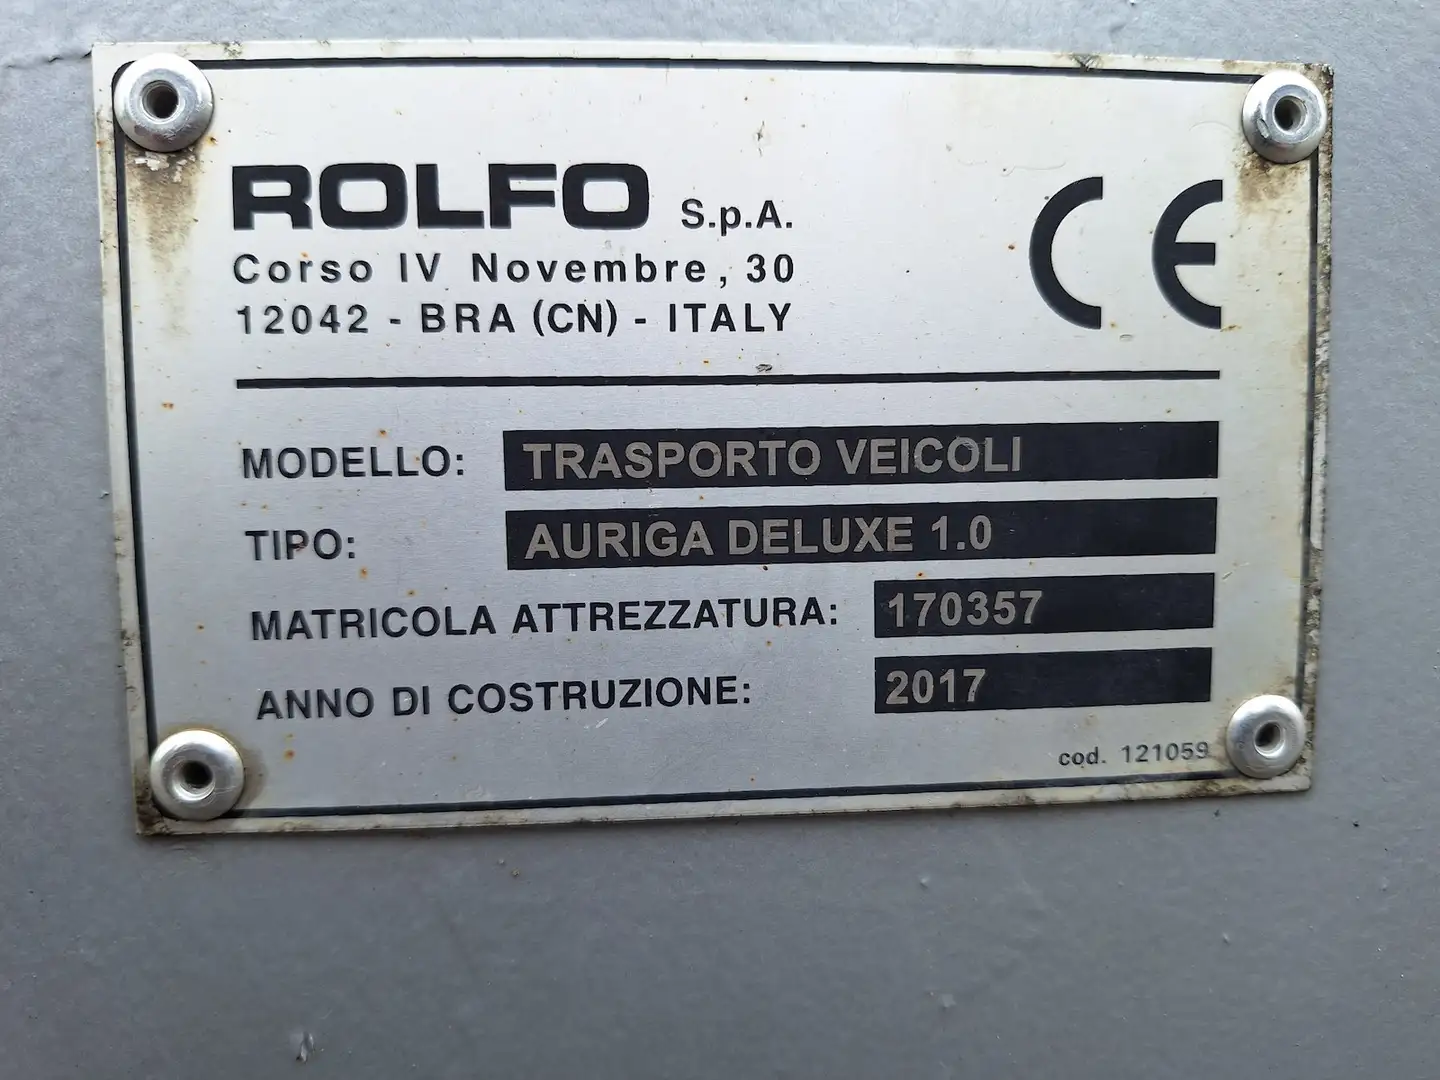 ROLFO S.p.A.
Corso IV Novembre, 30
12042 - BRA (CN) - ITALY
CE
MODELLO: TRASPORTO VEICOLI
TIPO: AURIGA DELUXE 1.0
MATRICOLA ATTREZZATURA: 170357
ANNO DI COSTRUZIONE: 2017
cod. 121059